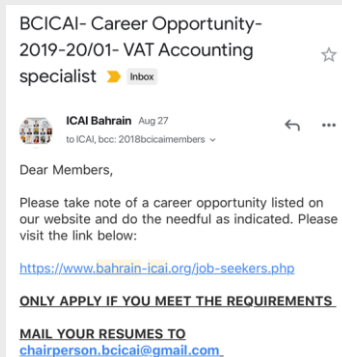 BCICAI- Career Opportunity-
2019-20/01- VAT Accounting
specialist Inbox
ICAI Bahrain Aug 27
to ICAI, bcc: 2018bcicaimembers
Dear Members,
Please take note of a career opportunity listed on
our website and do the needful as indicated. Please
visit the link below:
https://www.bahrain-icai.org/job-seekers.php
ONLY APPLY IF YOU MEET THE REQUIREMENTS
MAIL YOUR RESUMES TO
chairperson.bcicai@gmail.com